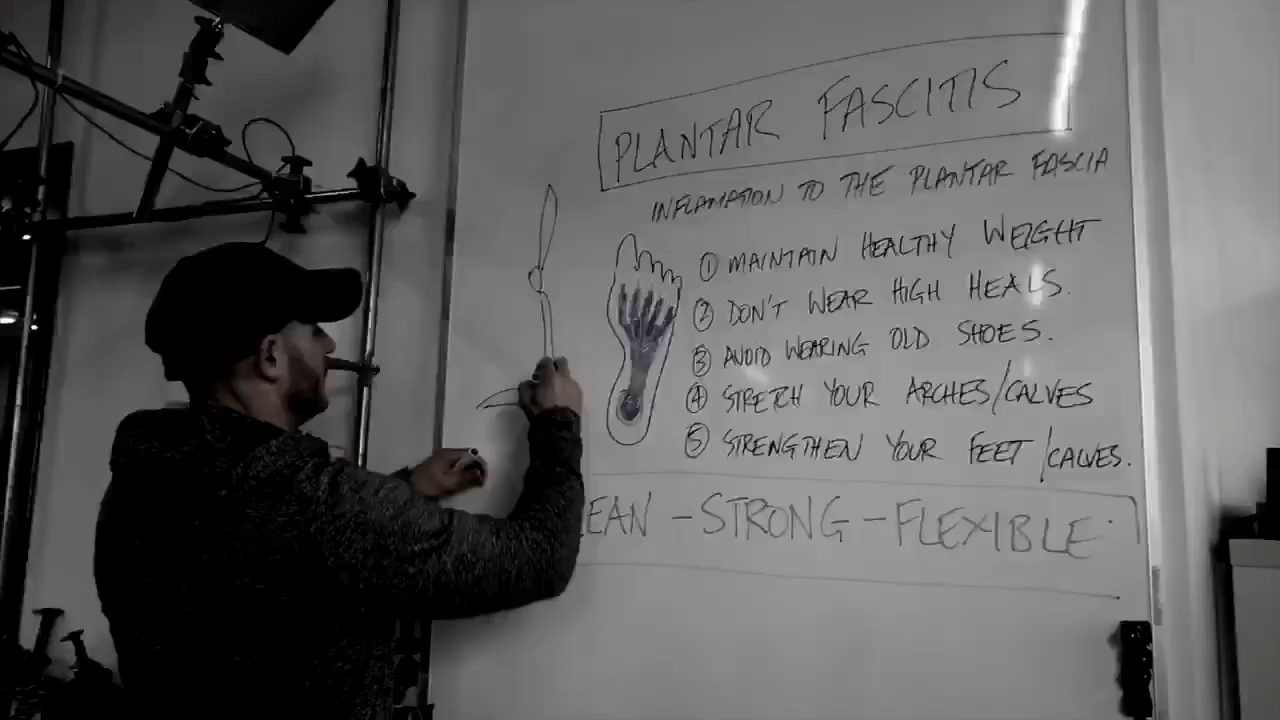 PLANTAR FASCITIS
INFLAMATION TO THE PLANTAR FASCIA
① MAINTAIN HEALTHY WEIGHT
② DON'T WEAR HIGH HEALS.
③ AVOID WEARING OLD SHOES.
④ STRETCH YOUR ARCHES/CALVES
⑤ STRENGTHEN YOUR FEET/CALVES.
EAN - STRONG - FLEXIBLE